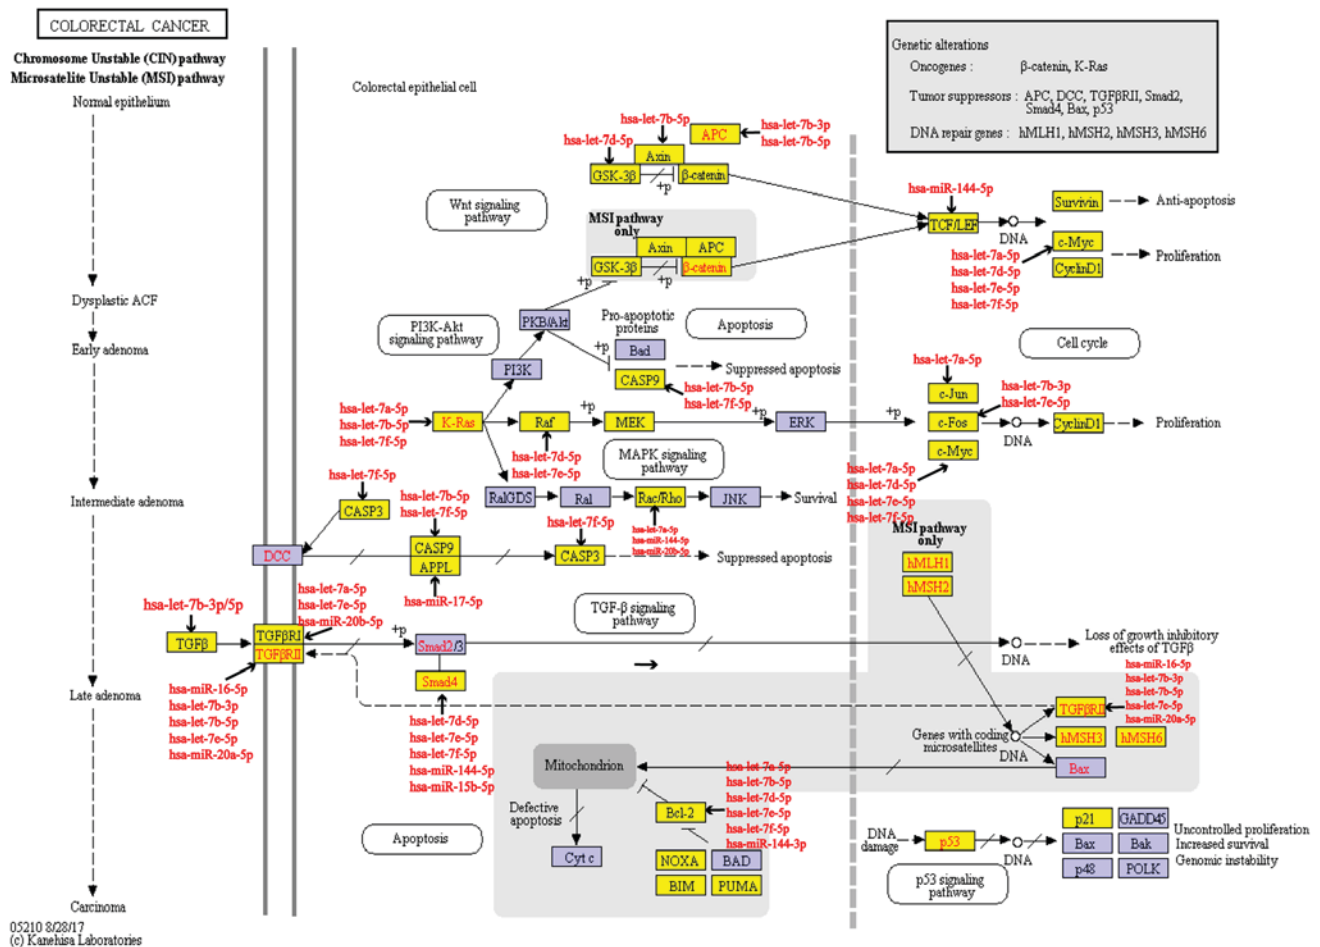 COLORECTAL CANCER
Chromosome Unstable (CIN) pathway
Microsatelite Unstable (MSI) pathway
Normal epithelium
Dysplastic ACF
Early adenoma
Intermediate adenoma
Late adenoma
Carcinoma
05210 8/28/17
(c) Kanehisa Laboratories
Colorectal epithelial cell
Genetic alterations
Oncogenes : β-catenin, K-Ras
Tumor suppressors : APC, DCC, TGFβRII, Smad2,
Smad4, Bax, p53
DNA repair genes : hMLH1, hMSH2, hMSH3, hMSH6
hsa-let-7b-5p
hsa-let-7d-5p
APC
hsa-let-7b-3p
hsa-let-7b-5p
Axin
GSK-3β
β-catenin
+p
Wnt signaling
pathway
MSI pathway
only
Axin
APC
GSK-3β
β-catenin
+p
+p
hsa-miR-144-5p
TCF/LEF
DNA
Survivin
Anti-apoptosis
c-Myc
CyclinD1
Proliferation
hsa-let-7a-5p
hsa-let-7d-5p
hsa-let-7e-5p
hsa-let-7f-5p
PI3K-Akt
signaling pathway
PKB/Akt
PI3K
Pro-apoptotic
proteins
Apoptosis
+p
Bad
CASP9
Suppressed apoptosis
hsa-let-7b-5p
hsa-let-7f-5p
Cell cycle
hsa-let-7a-5p
c-Jun
hsa-let-7b-3p
hsa-let-7e-5p
hsa-let-7a-5p
hsa-let-7b-5p
hsa-let-7f-5p
K-Ras
Raf
+p
MEK
+p
ERK
+p
c-Fos
DNA
CyclinD1
Proliferation
c-Myc
hsa-let-7d-5p
hsa-let-7e-5p
MAPK signaling
pathway
hsa-let-7a-5p
hsa-let-7d-5p
hsa-let-7e-5p
hsa-let-7f-5p
RalGDS
Ral
Rac/Rho
JNK
Survival
hsa-let-7a-5p
hsa-miR-144-5p
hsa-miR-20b-5p
hsa-let-7f-5p
CASP3
hsa-let-7b-5p
hsa-let-7f-5p
DCC
CASP9
APPL
hsa-let-7f-5p
CASP3
Suppressed apoptosis
hsa-miR-17-5p
MSI pathway
only
hMLH1
hMSH2
hsa-let-7b-3p/5p
TGFβ
hsa-let-7a-5p
hsa-let-7e-5p
hsa-miR-20b-5p
TGFβRI
TGFβRII
+p
Smad2/3
Smad4
TGF-β signaling
pathway
DNA
Loss of growth inhibitory
effects of TGFβ
hsa-miR-16-5p
hsa-let-7b-3p
hsa-let-7b-5p
hsa-let-7e-5p
hsa-miR-20a-5p
hsa-let-7d-5p
hsa-let-7e-5p
hsa-let-7f-5p
hsa-miR-144-5p
hsa-miR-15b-5p
hsa-miR-16-5p
hsa-let-7b-3p
hsa-let-7b-5p
hsa-let-7e-5p
hsa-miR-20a-5p
TGFβRII
Genes with coding
microsatellites
DNA
hMSH3
hMSH6
Bax
Mitochondrion
Defective
apoptosis
Cyt c
Bcl-2
hsa-let-7a-5p
hsa-let-7b-5p
hsa-let-7d-5p
hsa-let-7e-5p
hsa-let-7f-5p
hsa-miR-144-3p
NOXA
BAD
BIM
PUMA
Apoptosis
DNA
damage
p53
DNA
p21
GADD45
Bax
Bak
p48
POLK
Uncontrolled proliferation
Increased survival
Genomic instability
p53 signaling
pathway